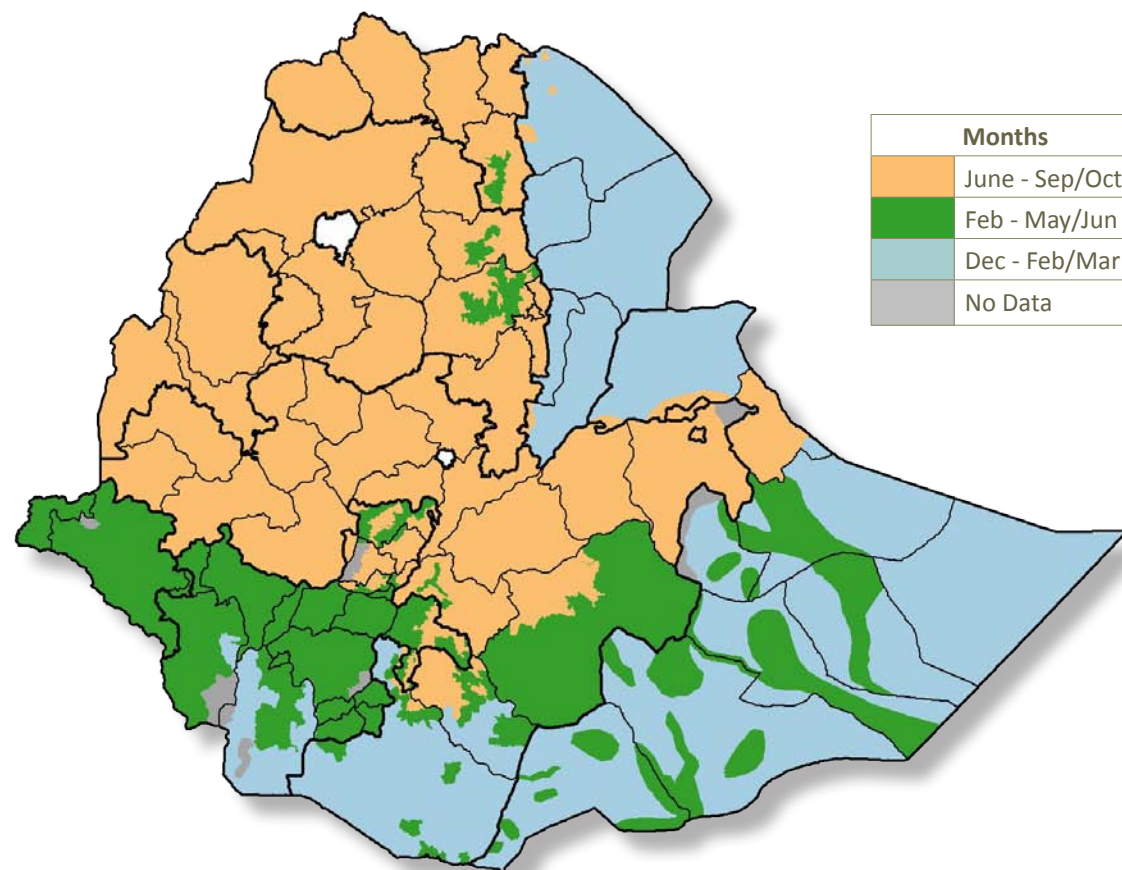 Months
June - Sep/Oct
Feb - May/Jun
Dec - Feb/Mar
No Data